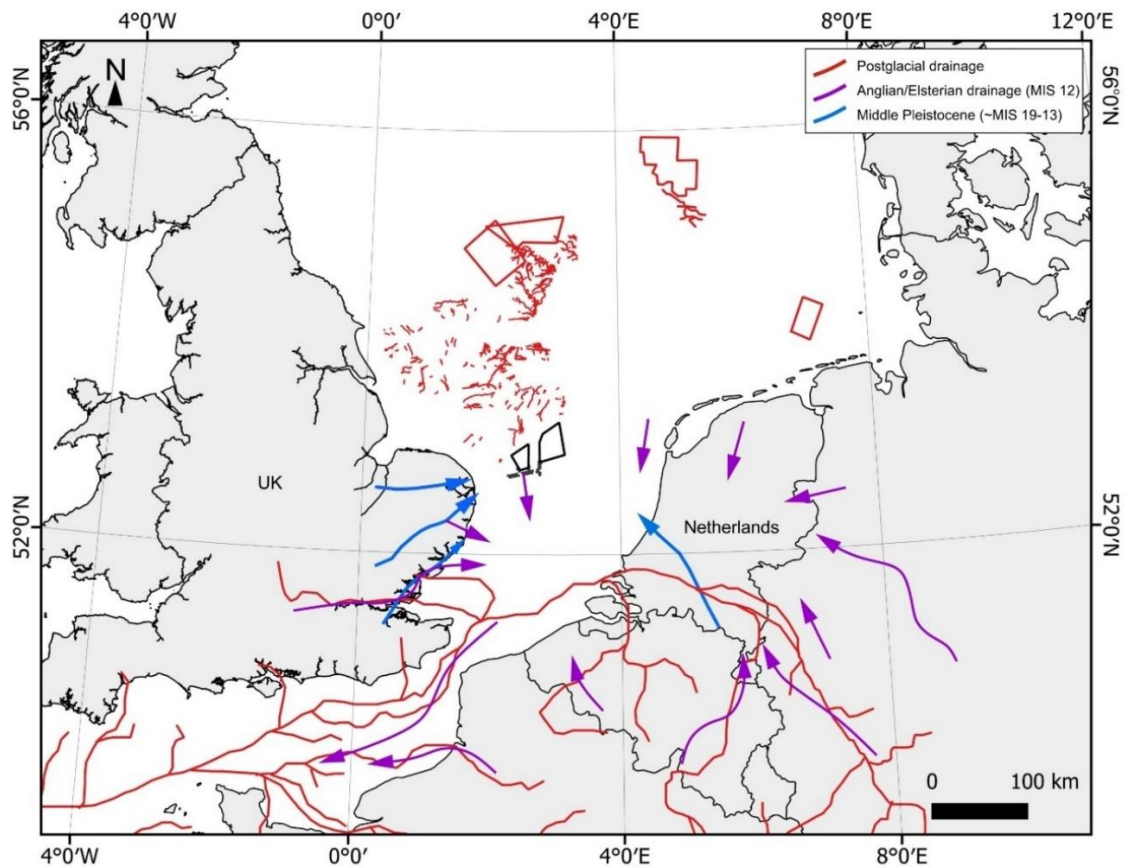 4°0'W 0°0' 4°0'E 8°0'E 12°0'E
56°0'N
N
Postglacial drainage
Anglian/Elsterian drainage (MIS 12)
Middle Pleistocene (~MIS 19-13)
56°0'N
UK
Netherlands
52°0'N
52°0'N
0 100 km
4°0'W 0°0' 4°0'E 8°0'E